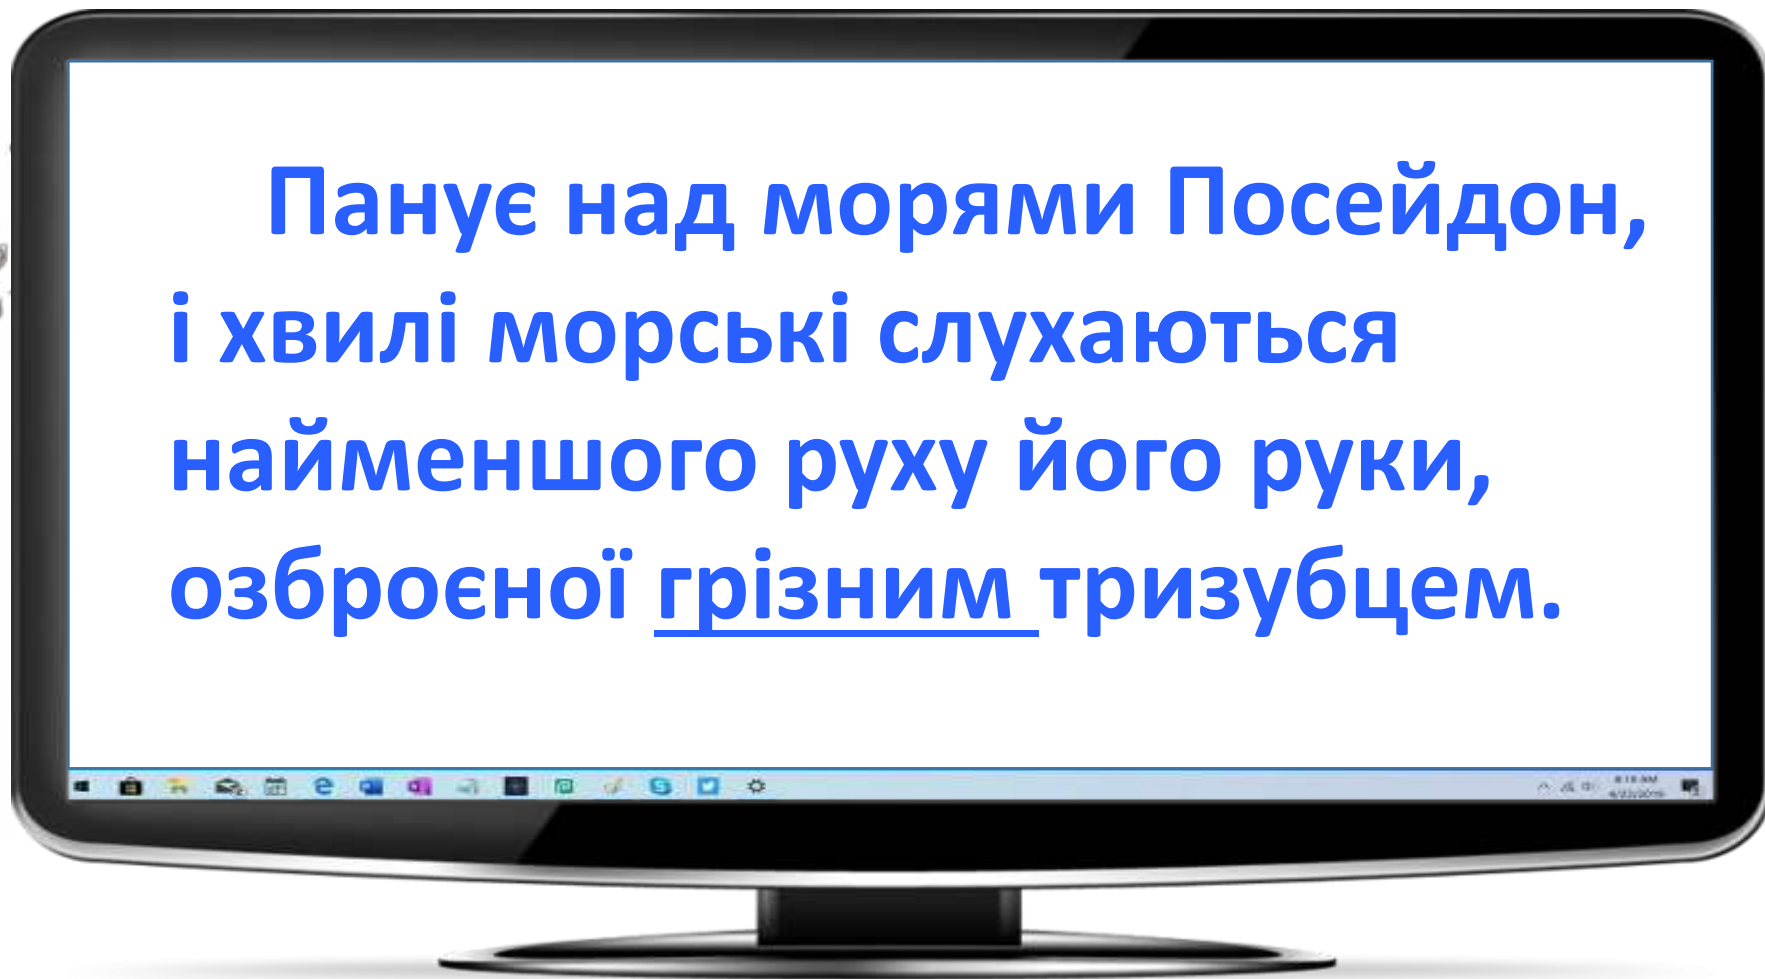 Панує над морями Посейдон,
і хвилі морські слухаються
найменшого руху його руки,
озброєної грізним тризубцем.